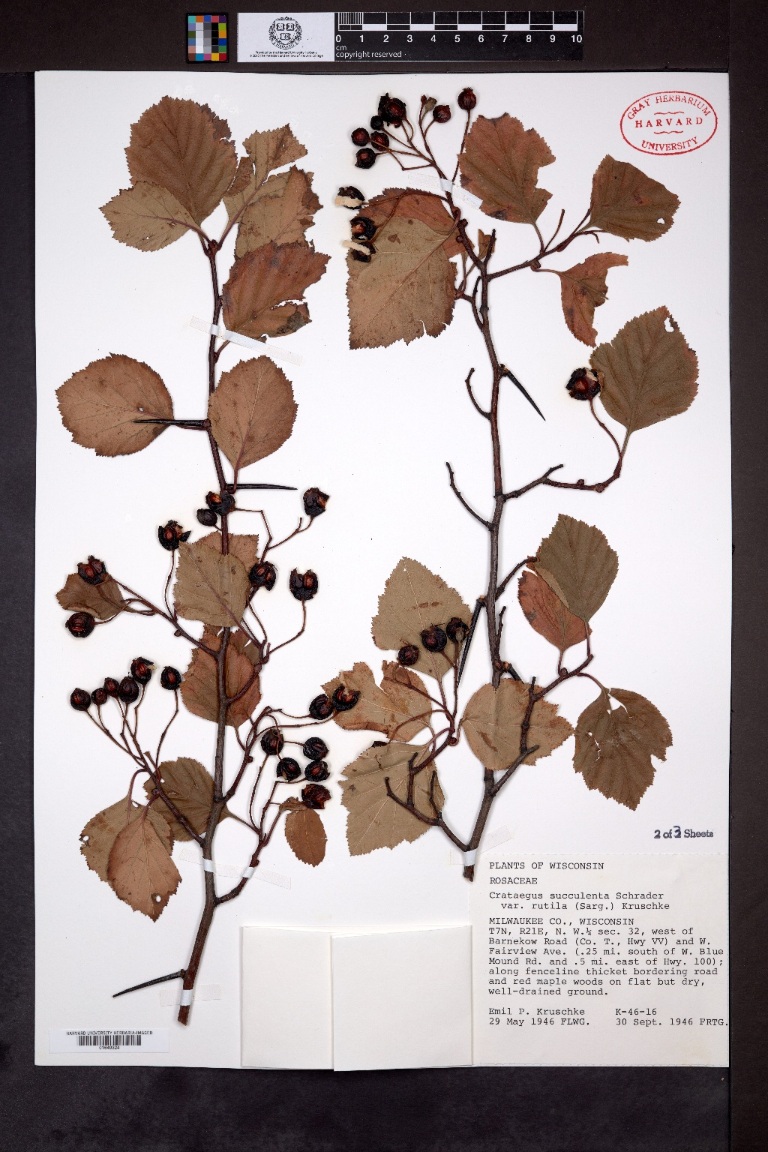 0 1 2 3 4 5 6 7 8 9 10
cm
copyright reserved
GRAY HERBARIUM
HARVARD
UNIVERSITY
2 of 3 Sheets
PLANTS OF WISCONSIN
ROSACEAE
Crataegus succulenta Schrader
var. rutila (Sarg.) Kruschke
MILWAUKEE CO., WISCONSIN
T7N, R21E, N. W.¼ sec. 32, west of
Barnekow Road (Co. T., Hwy VV) and W.
Fairview Ave. (.25 mi. south of W. Blue
Mound Rd. and .5 mi. east of Hwy. 100);
along fenceline thicket bordering road
and red maple woods on flat but dry,
well-drained ground.
Emil P. Kruschke K-46-16
29 May 1946 FLWG. 30 Sept. 1946 FRTG.
HARVARD UNIVERSITY HERBARIA